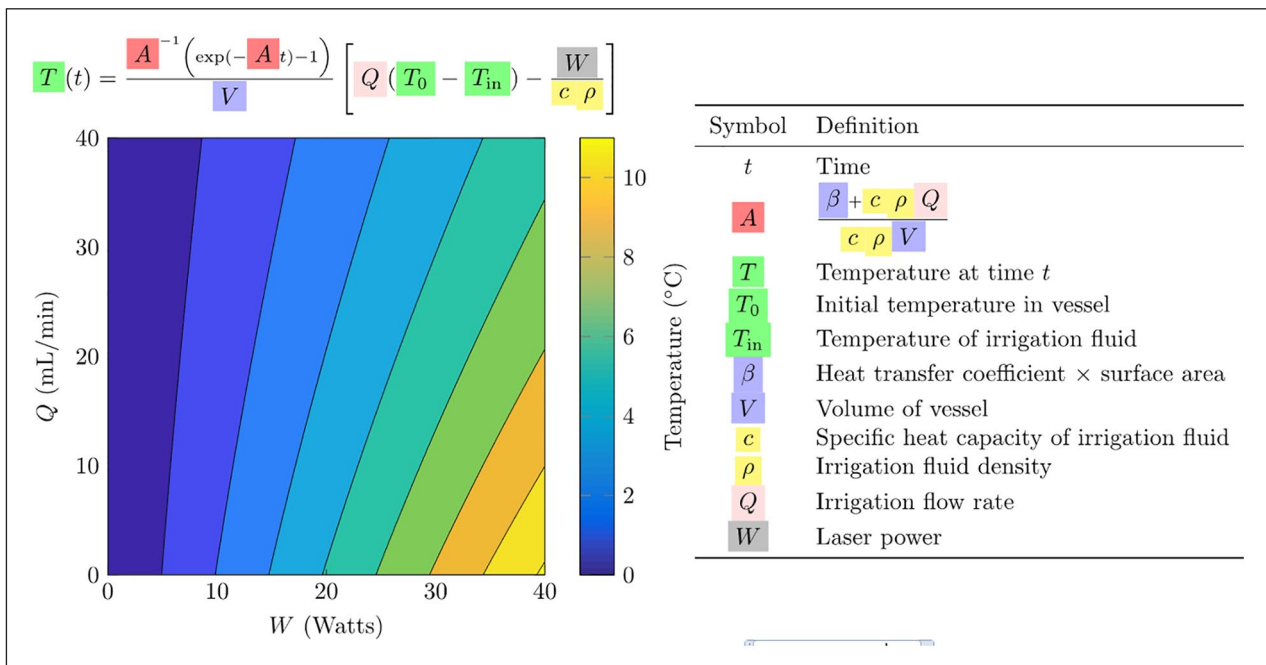 T(t) = A⁻¹(exp(−At)−1) / V [Q(T₀ − Tᵢₙ) − W / c ρ]
40
30
20
10
0
Q (mL/min)
0 10 20 30 40
W (Watts)
10
8
6
4
2
0
Temperature (°C)
Symbol Definition
t Time
A β + c ρ Q / c ρ V
T Temperature at time t
T₀ Initial temperature in vessel
Tᵢₙ Temperature of irrigation fluid
β Heat transfer coefficient × surface area
V Volume of vessel
c Specific heat capacity of irrigation fluid
ρ Irrigation fluid density
Q Irrigation flow rate
W Laser power